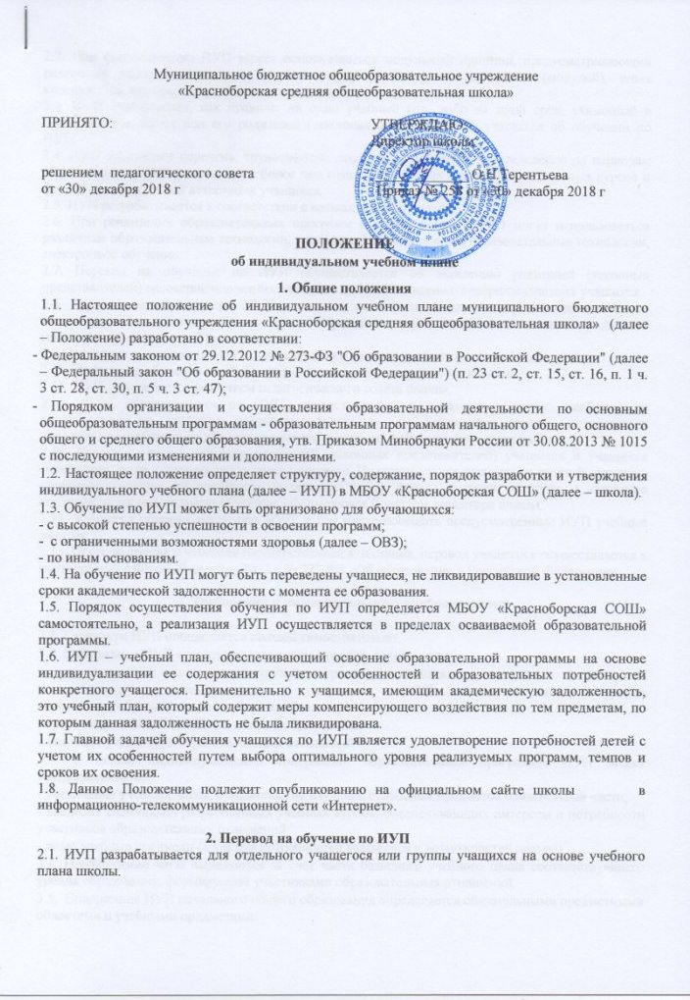 Муниципальное бюджетное общеобразовательное учреждение
«Красноборская средняя общеобразовательная школа»
ПРИНЯТО:
УТВЕРЖДАЮ:
Директор школы
решением педагогического совета
О.Н.Терентьева
от «30» декабря 2018 г
Приказ № 258 от «30» декабря 2018 г
ПОЛОЖЕНИЕ
об индивидуальном учебном плане
1. Общие положения
1.1. Настоящее положение об индивидуальном учебном плане муниципального бюджетного
общеобразовательного учреждения «Красноборская средняя общеобразовательная школа» (далее
– Положение) разработано в соответствии:
- Федеральным законом от 29.12.2012 № 273-ФЗ "Об образовании в Российской Федерации" (далее
– Федеральный закон "Об образовании в Российской Федерации") (п. 23 ст. 2, ст. 15, ст. 16, п. 1 ч.
3 ст. 28, ст. 30, п. 5 ч. 3 ст. 47);
- Порядком организации и осуществления образовательной деятельности по основным
общеобразовательным программам - образовательным программам начального общего, основного
общего и среднего общего образования, утв. Приказом Минобрнауки России от 30.08.2013 № 1015
с последующими изменениями и дополнениями.
1.2. Настоящее положение определяет структуру, содержание, порядок разработки и утверждения
индивидуального учебного плана (далее – ИУП) в МБОУ «Красноборская СОШ» (далее – школа).
1.3. Обучение по ИУП может быть организовано для обучающихся:
- с высокой степенью успешности в освоении программ;
- с ограниченными возможностями здоровья (далее – ОВЗ);
- по иным основаниям.
1.4. На обучение по ИУП могут быть переведены учащиеся, не ликвидировавшие в установленные
сроки академической задолженности с момента ее образования.
1.5. Порядок осуществления обучения по ИУП определяется МБОУ «Красноборская СОШ»
самостоятельно, а реализация ИУП осуществляется в пределах осваиваемой образовательной
программы.
1.6. ИУП – учебный план, обеспечивающий освоение образовательной программы на основе
индивидуализации ее содержания с учетом особенностей и образовательных потребностей
конкретного учащегося. Применительно к учащимся, имеющим академическую задолженность,
это учебный план, который содержит меры компенсирующего воздействия по тем предметам, по
которым данная задолженность не была ликвидирована.
1.7. Главной задачей обучения учащихся по ИУП является удовлетворение потребностей детей с
учетом их особенностей путем выбора оптимального уровня реализуемых программ, темпов и
сроков их освоения.
1.8. Данное Положение подлежит опубликованию на официальном сайте школы в
информационно-телекоммуникационной сети «Интернет».
2. Перевод на обучение по ИУП
2.1. ИУП разрабатывается для отдельного учащегося или группы учащихся на основе учебного
плана школы.